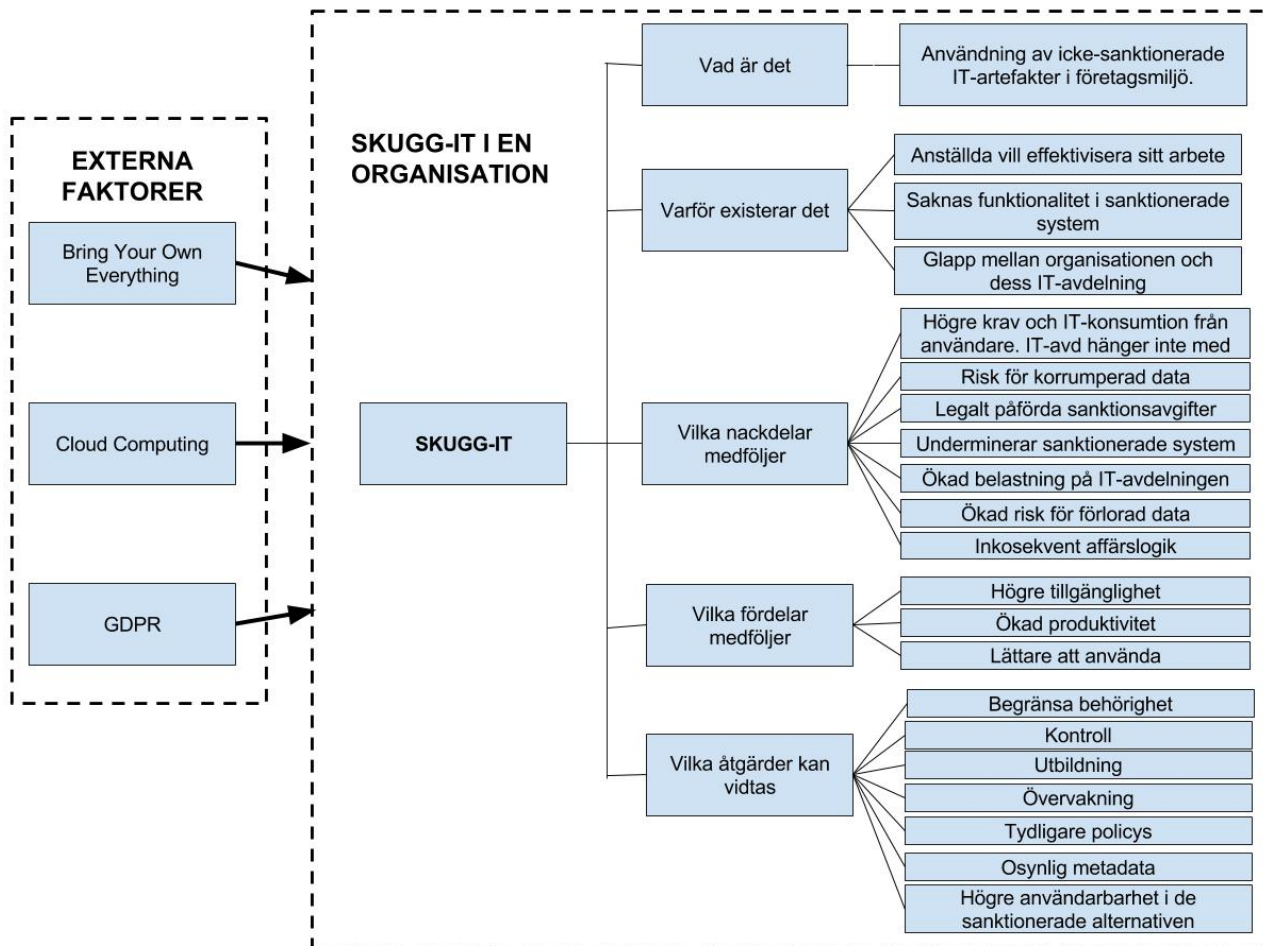 EXTERNA
FAKTORER
Bring Your Own
Everything
Cloud Computing
GDPR
SKUGG-IT I EN
ORGANISATION
SKUGG-IT
Vad är det
Användning av icke-sanktionerade
IT-artefakter i företagsmiljö.
Varför existerar det
Anställda vill effektivisera sitt arbete
Saknas funktionalitet i sanktionerade
system
Glapp mellan organisationen och
dess IT-avdelning
Vilka nackdelar
medföljer
Högre krav och IT-konsumtion från
användare. IT-avd hänger inte med
Risk för korrumperad data
Legalt påförda sanktionsavgifter
Underminerar sanktionerade system
Ökad belastning på IT-avdelningen
Ökad risk för förlorad data
Inkosekvent affärslogik
Vilka fördelar
medföljer
Högre tillgänglighet
Ökad produktivitet
Lättare att använda
Vilka åtgärder kan
vidtas
Begränsa behörighet
Kontroll
Utbildning
Övervakning
Tydligare policys
Osynlig metadata
Högre användarbarhet i de
sanktionerade alternativen